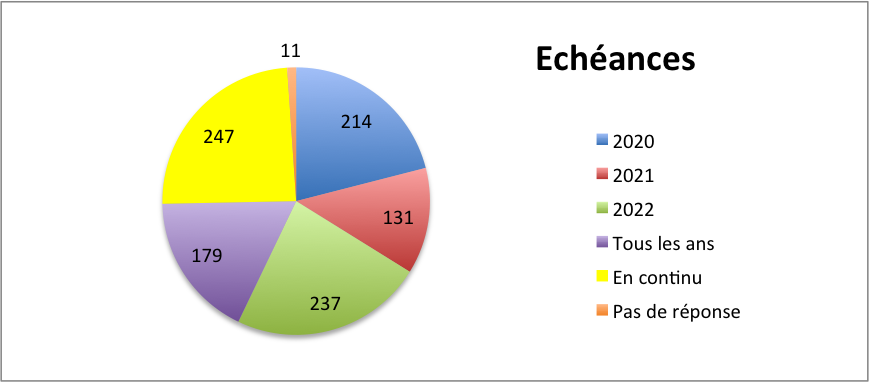 Echéances
11
214
131
237
179
247
2020
2021
2022
Tous les ans
En continu
Pas de réponse